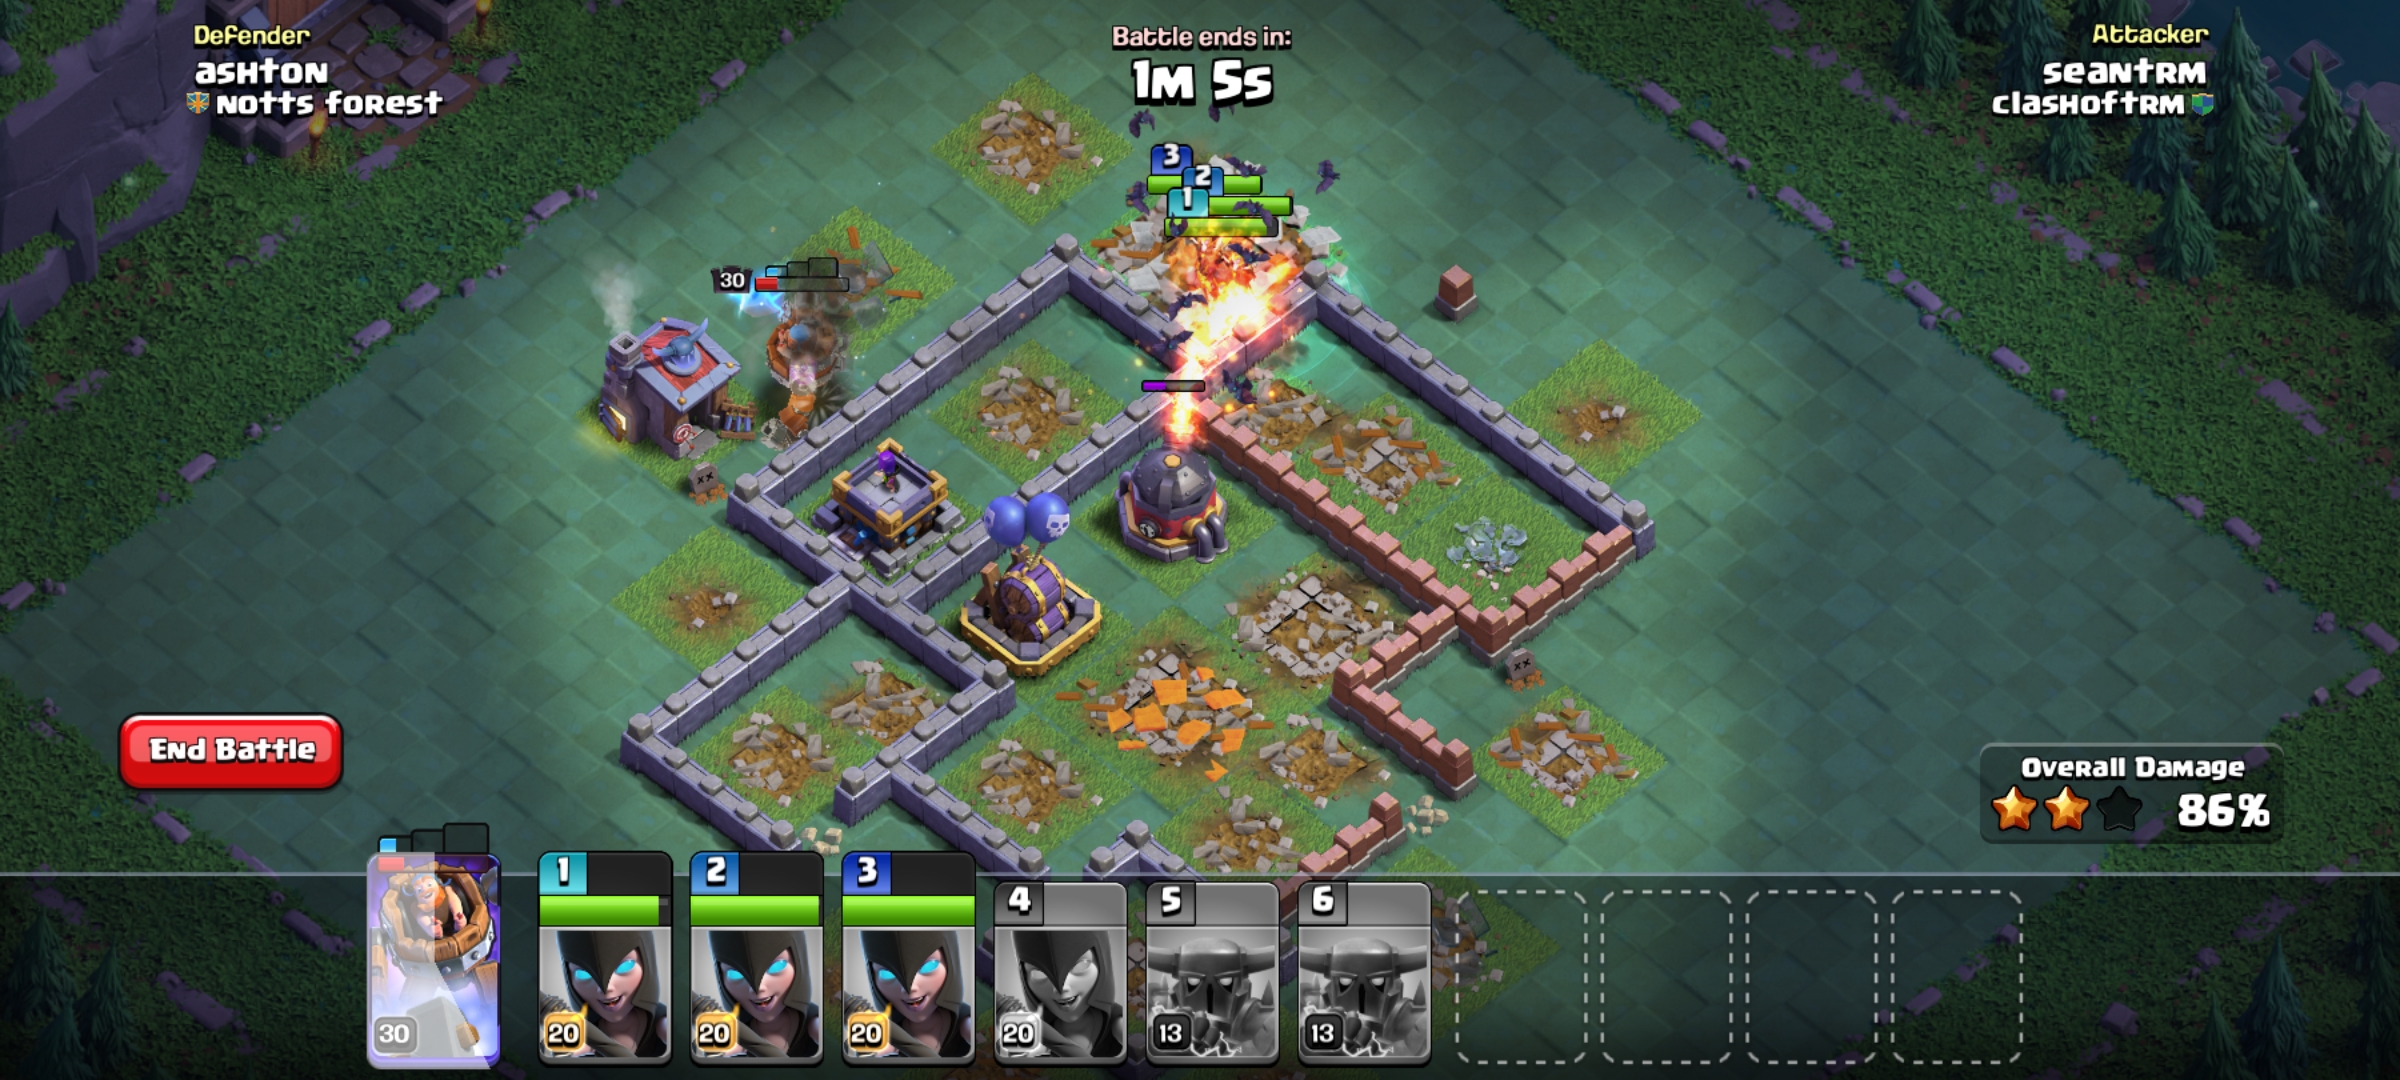 Defender
ashton
notts forest
Battle ends in:
1m 5s
Attacker
seantrm
clashoftrm
3
2
1
30
End Battle
Overall Damage
86%
1
2
3
4
5
6
30
20
20
20
20
13
13